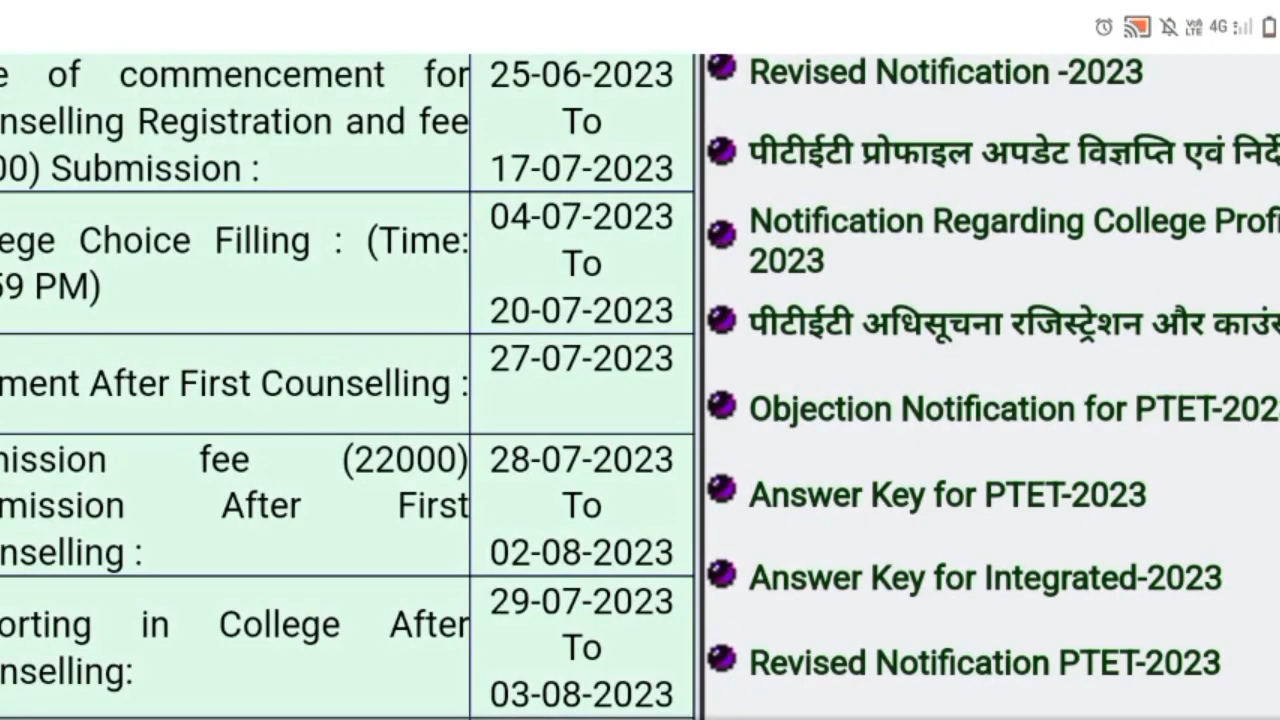 4G
e of commencement for
nselling Registration and fee
00) Submission :
25-06-2023
To
17-07-2023
ege Choice Filling : (Time:
59 PM)
04-07-2023
To
20-07-2023
ment After First Counselling :
27-07-2023
nission fee (22000)
mission After First
nselling :
28-07-2023
To
02-08-2023
orting in College After
nselling:
29-07-2023
To
03-08-2023
Revised Notification -2023
पीटीईटी प्रोफाइल अपडेट विज्ञप्ति एवं निर्दे
Notification Regarding College Profi
2023
पीटीईटी अधिसूचना रजिस्ट्रेशन और काउंस
Objection Notification for PTET-202
Answer Key for PTET-2023
Answer Key for Integrated-2023
Revised Notification PTET-2023